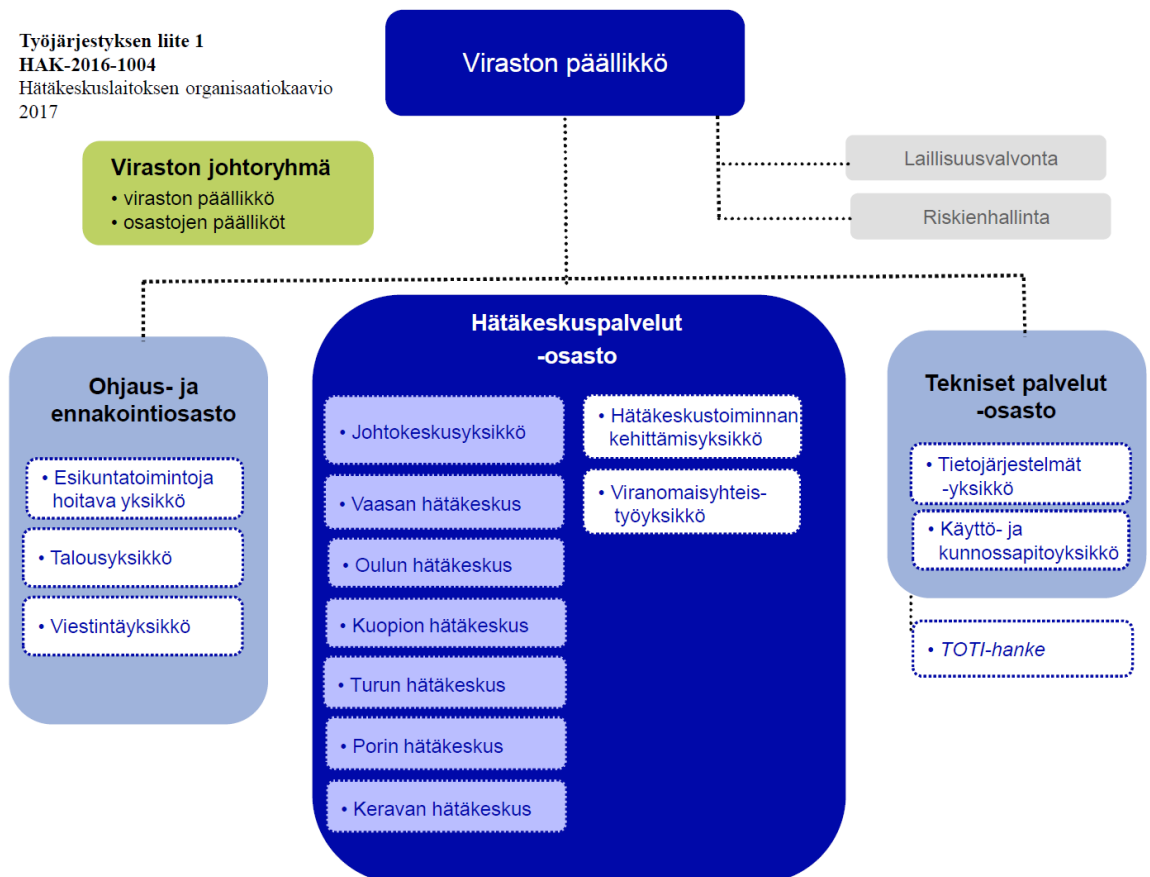 Työjärjestyksen liite 1
HAK-2016-1004
Hätäkeskuslaitoksen organisaatiokaavio
2017
Viraston päällikkö
Viraston johtoryhmä
• viraston päällikkö
• osastojen päälliköt
Laillisuusvalvonta
Riskienhallinta
Ohjaus- ja
ennakointiosasto
• Esikuntatoimintoja
hoitava yksikkö
• Talousyksikkö
• Viestintäyksikkö
Hätäkeskuspalvelut
-osasto
• Johtokeskusyksikkö
• Vaasan hätäkeskus
• Oulun hätäkeskus
• Kuopion hätäkeskus
• Turun hätäkeskus
• Porin hätäkeskus
• Keravan hätäkeskus
• Hätäkeskustoiminnan
kehittämisyksikkö
• Viranomaisyhteis-
työyksikkö
Tekniset palvelut
-osasto
• Tietojärjestelmät
-yksikkö
• Käyttö- ja
kunnossapitoyksikkö
• TOTI-hanke